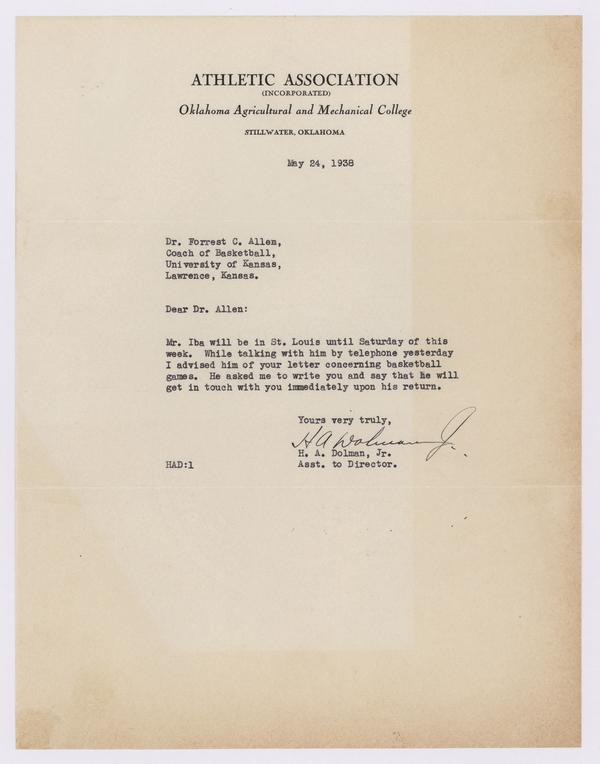 ATHLETIC ASSOCIATION
(INCORPORATED)
Oklahoma Agricultural and Mechanical College
STILLWATER, OKLAHOMA
May 24, 1938
Dr. Forrest C. Allen,
Coach of Basketball,
University of Kansas,
Lawrence, Kansas.
Dear Dr. Allen:
Mr. Iba will be in St. Louis until Saturday of this
week. While talking with him by telephone yesterday
I advised him of your letter concerning basketball
games. He asked me to write you and say that he will
get in touch with you immediately upon his return.
Yours very truly,
H A Dolman Jr.
H. A. Dolman, Jr.
HAD:l Asst. to Director.